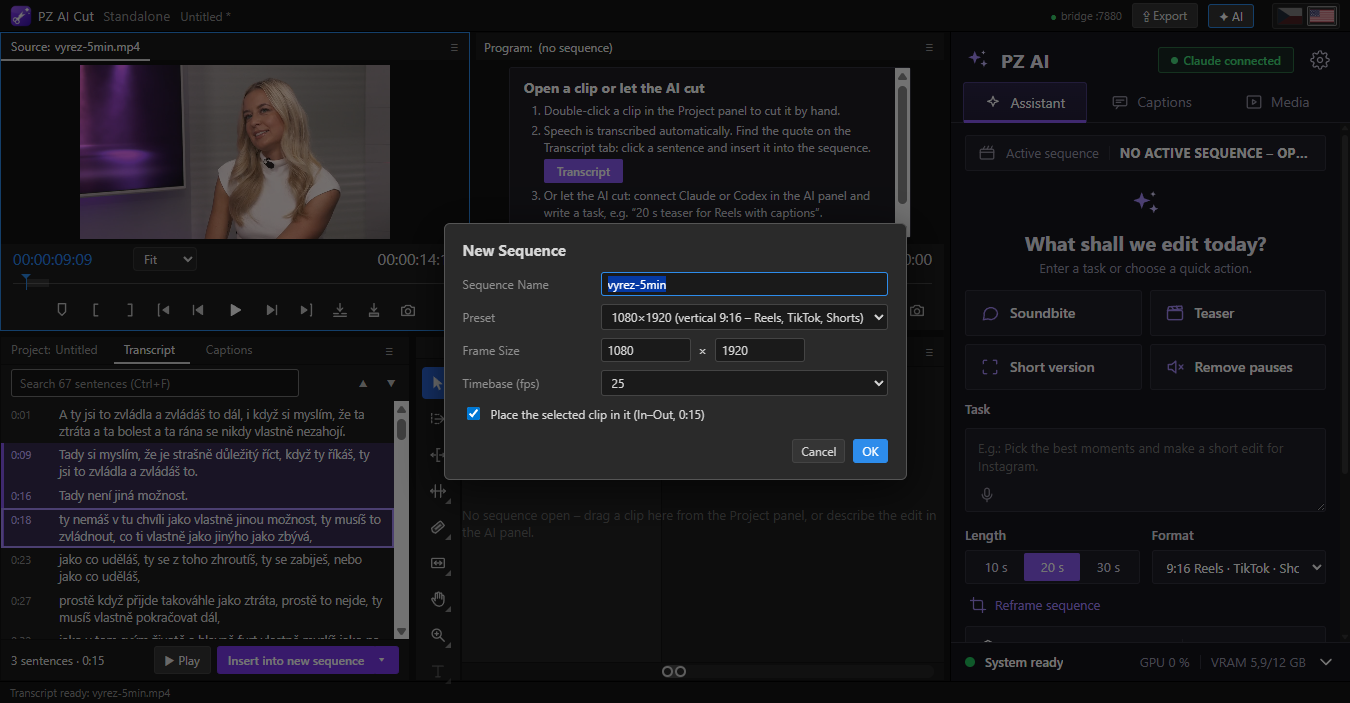 PZ AI Cut Standalone Untitled *
bridge :7880
Export
AI
Source: vyrez-5min.mp4
Program: (no sequence)
Open a clip or let the AI cut
1. Double-click a clip in the Project panel to cut it by hand.
2. Speech is transcribed automatically. Find the quote on the
Transcript tab: click a sentence and insert it into the sequence.
Transcript
3. Or let the AI cut: connect Claude or Codex in the AI panel and
write a task, e.g. “20 s teaser for Reels with captions”.
00:00:09:09
Fit
New Sequence
Sequence Name
vyrez-5min
Preset
1080×1920 (vertical 9:16 – Reels, TikTok, Shorts)
Frame Size
1080
×
1920
Timebase (fps)
25
Place the selected clip in it (In–Out, 0:15)
Cancel
OK
Project: Untitled
Transcript
Captions
Search 67 sentences (Ctrl+F)
0:01 A ty jsi to zvládla a zvládáš to dál, i když si myslím, že ta
ztráta a ta bolest a ta rána se nikdy vlastně nezahojí.
0:09 Tady si myslím, že je strašně důležitý říct, když ty říkáš, ty
jsi to zvládla a zvládáš to.
0:16 Tady není jiná možnost.
0:18 ty nemáš v tu chvíli jako vlastně jinou možnost, ty musíš to
zvládnout, co ti vlastně jako jinýho jako zbývá,
0:23 jako co uděláš, ty se z toho zhroutíš, ty se zabiješ, nebo
jako co uděláš,
0:27 prostě když přijde takováhle jako ztráta, prostě to nejde, ty
musíš vlastně pokračovat dál,
3 sentences · 0:15
Play
Insert into new sequence
Transcript ready: vyrez-5min.mp4
No sequence open – drag a clip here from the Project panel, or describe the edit in
the AI panel.
PZ AI
Claude connected
Assistant
Captions
Media
Active sequence
NO ACTIVE SEQUENCE – OP...
What shall we edit today?
Enter a task or choose a quick action.
Soundbite
Teaser
Short version
Remove pauses
Task
E.g.: Pick the best moments and make a short edit for
Instagram.
Length
Format
10 s
20 s
30 s
9:16 Reels · TikTok · Shc
Reframe sequence
System ready
GPU 0 %
VRAM 5,9/12 GB